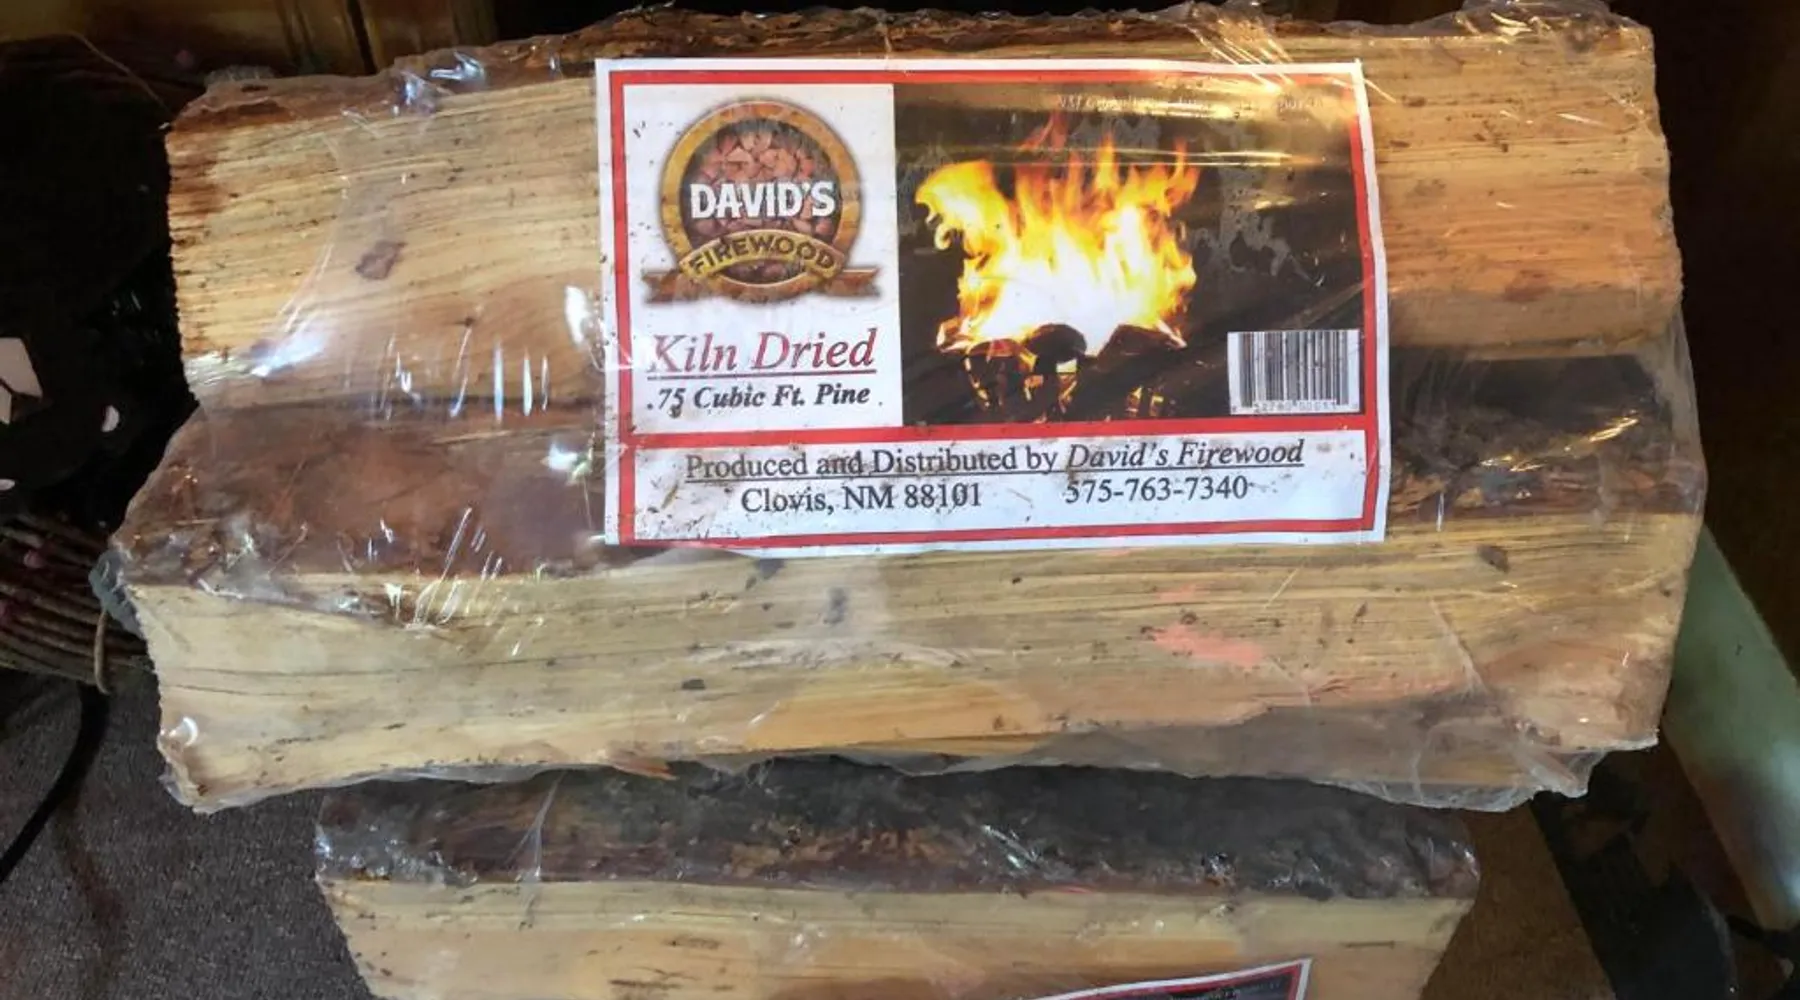 DAVID'S
FIREWOOD
Kiln Dried
.75 Cubic Ft. Pine
Produced and Distributed by David's Firewood
Clovis, NM 88101 575-763-7340